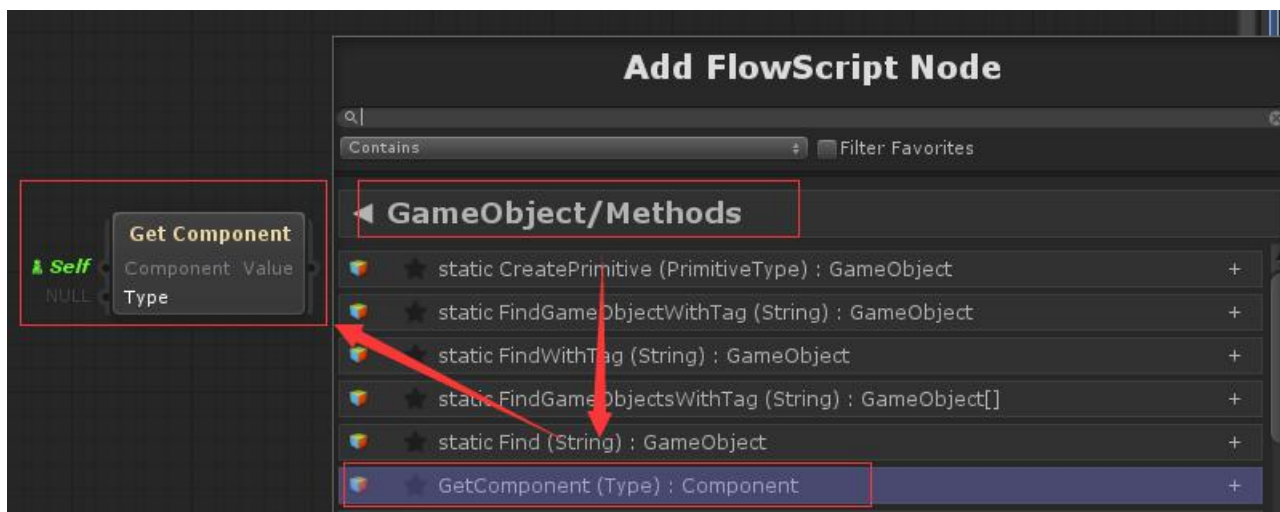 Add FlowScript Node
Contains
Filter Favorites
◄ GameObject/Methods
Get Component
Self Component Value
NULL Type
static CreatePrimitive (PrimitiveType) : GameObject +
static FindGameObjectWithTag (String) : GameObject +
static FindWithTag (String) : GameObject +
static FindGameObjectsWithTag (String) : GameObject[] +
static Find (String) : GameObject +
GetComponent (Type) : Component +